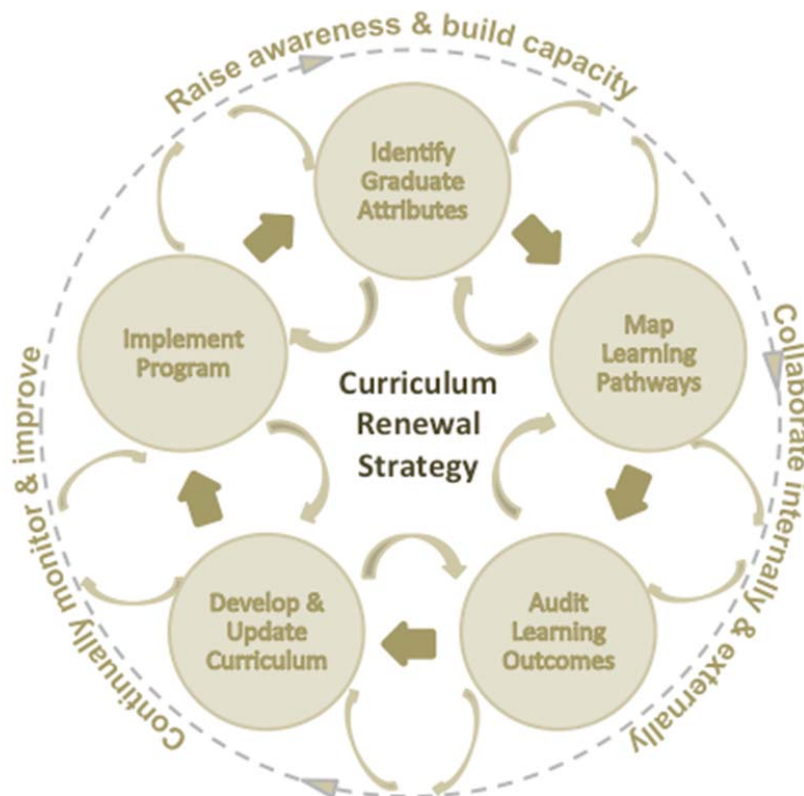 Raise awareness & build capacity
Identify
Graduate
Attributes
Map
Learning
Pathways
Collaborate internally & externally
Implement
Program
Curriculum
Renewal
Strategy
Continually monitor & improve
Develop &
Update
Curriculum
Audit
Learning
Outcomes